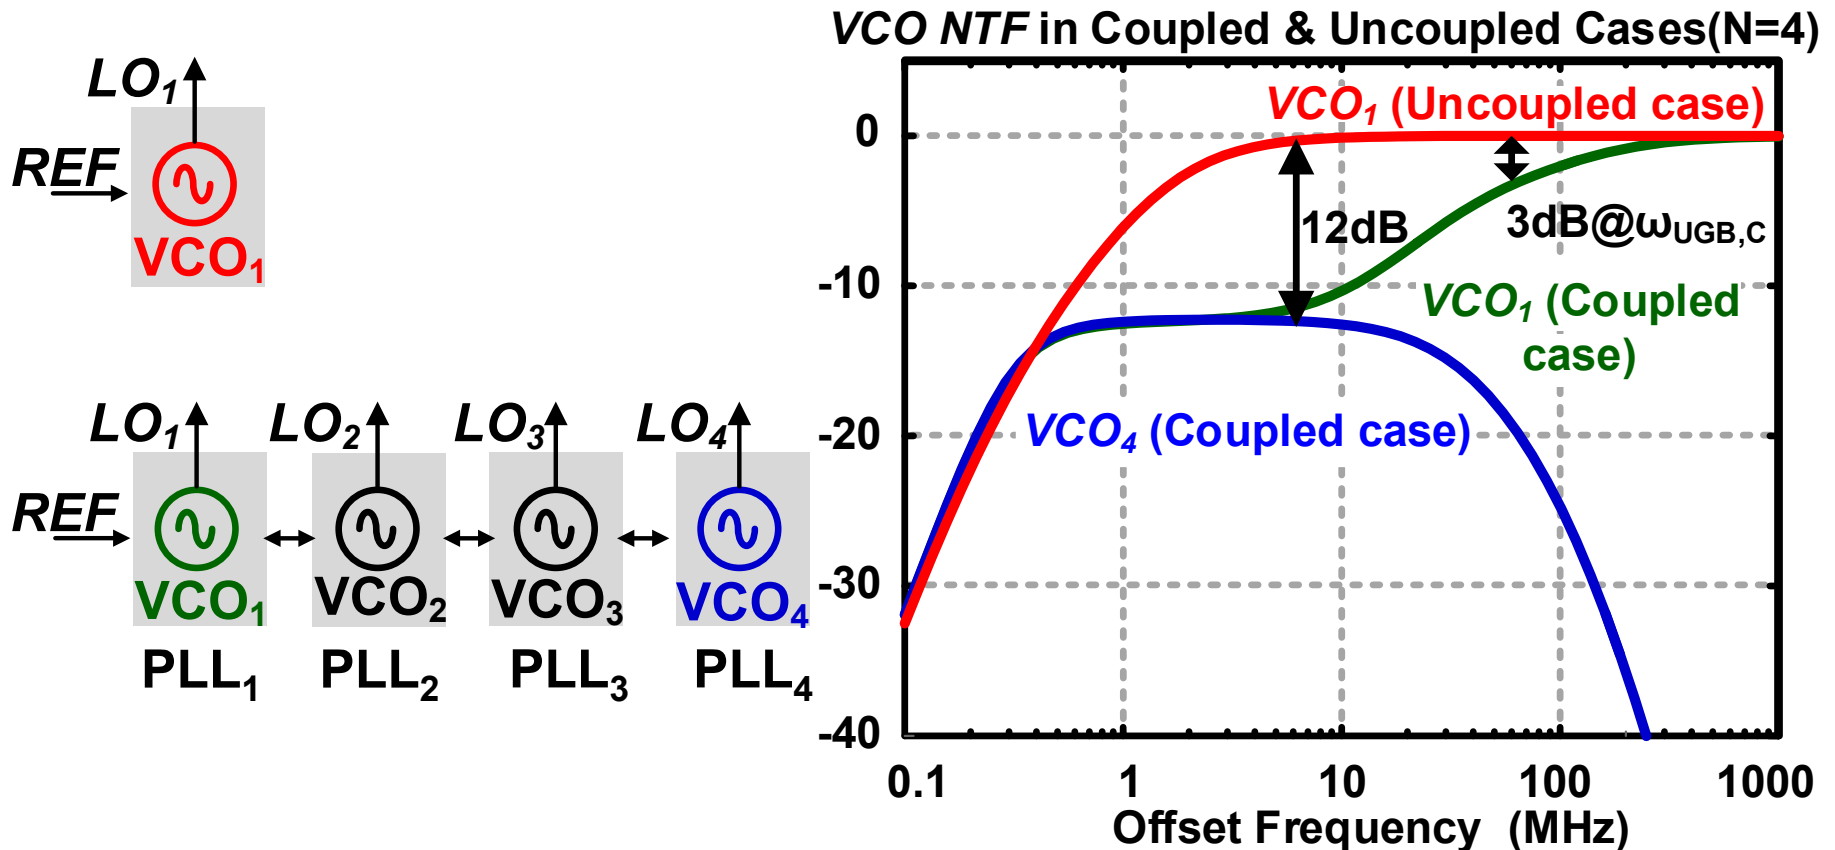 VCO NTF in Coupled & Uncoupled Cases(N=4)
LO1
REF
VCO1
LO1 LO2 LO3 LO4
REF
VCO1 VCO2 VCO3 VCO4
PLL1 PLL2 PLL3 PLL4
VCO1 (Uncoupled case)
12dB
3dB@ωUGB,C
VCO1 (Coupled
case)
VCO4 (Coupled case)
0
-10
-20
-30
-40
0.1 1 10 100 1000
Offset Frequency (MHz)